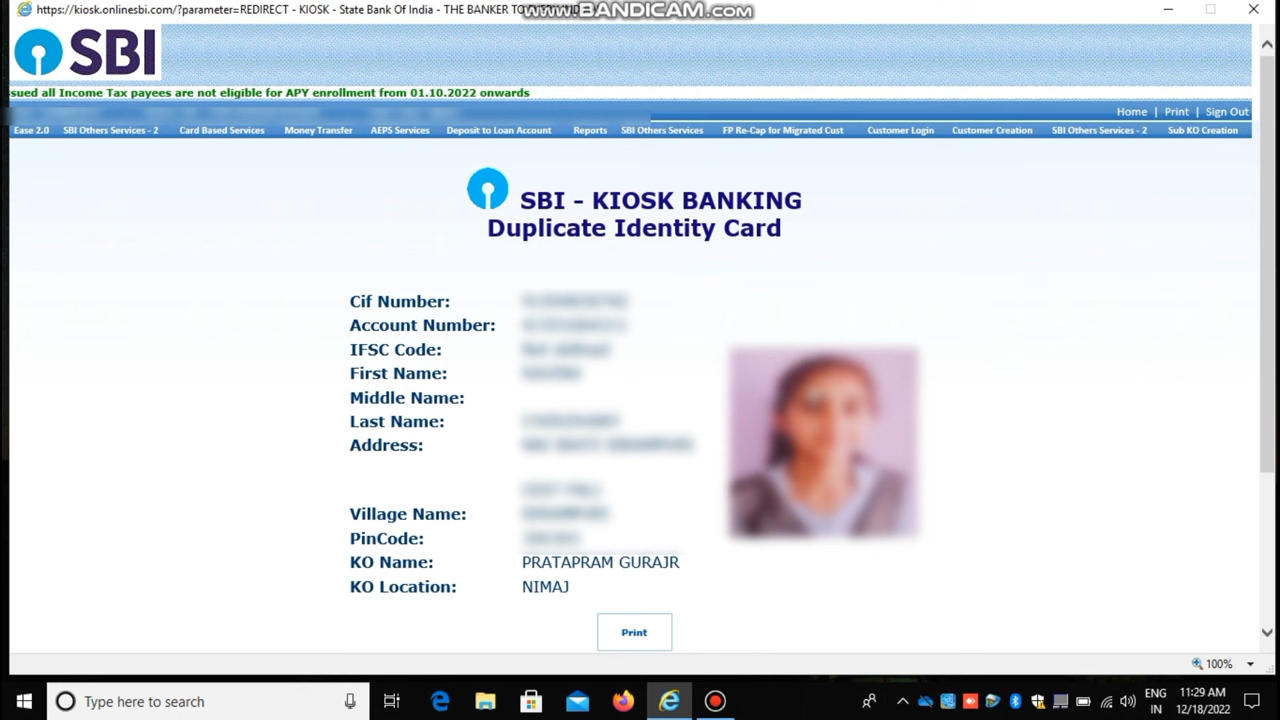 https://kiosk.onlinesbi.com/?parameter=REDIRECT - KIOSK - State Bank Of India - THE BANKER TO
www.BANDICAM.com
SBI
sued all Income Tax payees are not eligible for APY enrollment from 01.10.2022 onwards
Home | Print | Sign Out
Ease 2.0 SBI Others Services - 2 Card Based Services Money Transfer AEPS Services Deposit to Loan Account Reports SBI Others Services FP Re-Cap for Migrated Cust Customer Login Customer Creation SBI Others Services - 2 Sub KO Creation
SBI - KIOSK BANKING
Duplicate Identity Card
Cif Number:
Account Number:
IFSC Code:
First Name:
Middle Name:
Last Name:
Address:
Village Name:
PinCode:
KO Name: PRATAPRAM GURAJR
KO Location: NIMAJ
Print
100%
Type here to search
ENG
IN
11:29 AM
12/18/2022